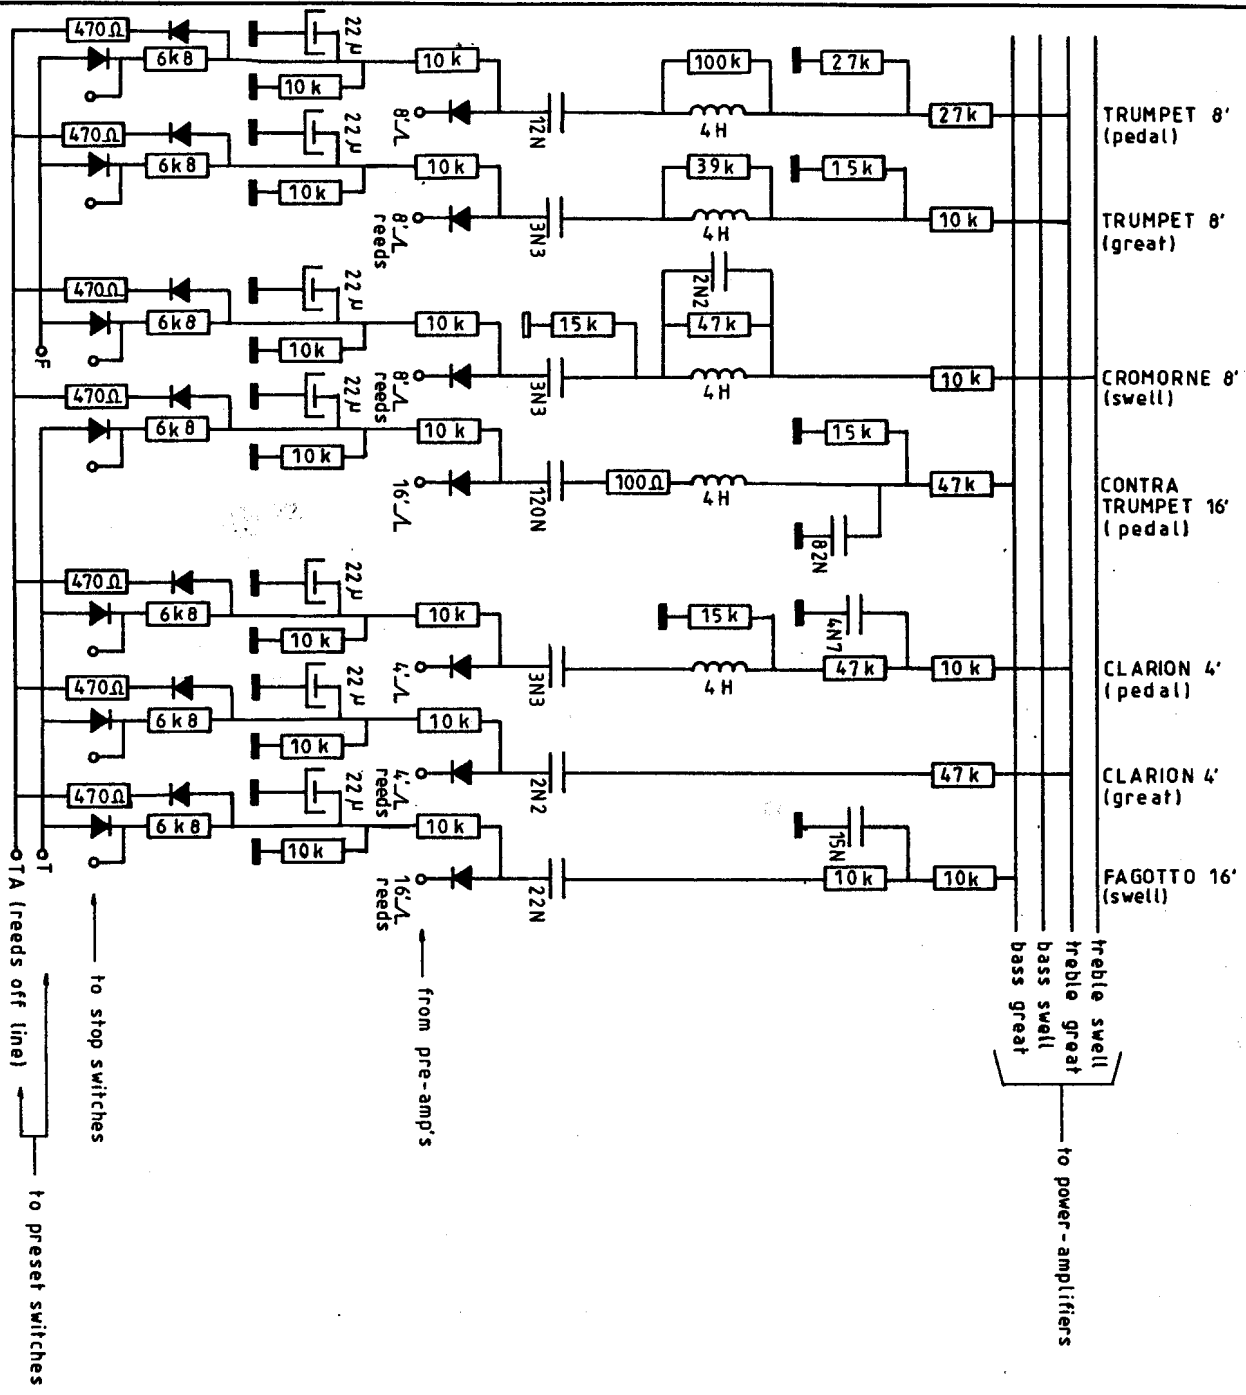 470Ω
6k8
22µ
10k
10k
8'
12N
100k
4H
27k
27k
TRUMPET 8'
(pedal)
470Ω
6k8
22µ
10k
10k
8'
reeds
3N3
39k
4H
15k
10k
TRUMPET 8'
(great)
470Ω
6k8
22µ
10k
10k
8'
reeds
3N3
15k
2N2
47k
4H
10k
CROMORNE 8'
(swell)
F
470Ω
6k8
22µ
10k
10k
16'
120N
100Ω
4H
15k
82N
47k
CONTRA
TRUMPET 16'
(pedal)
470Ω
6k8
22µ
10k
10k
4'
3N3
15k
4H
4N7
47k
10k
CLARION 4'
(pedal)
470Ω
6k8
22µ
10k
10k
4'
reeds
2N2
47k
CLARION 4'
(great)
470Ω
6k8
22µ
10k
10k
16'
reeds
22N
15N
10k
10k
FAGOTTO 16'
(swell)
T
TA (reeds off line)
to stop switches
to preset switches
from pre-amp's
bass great
bass swell
treble great
treble swell
to power-amplifiers